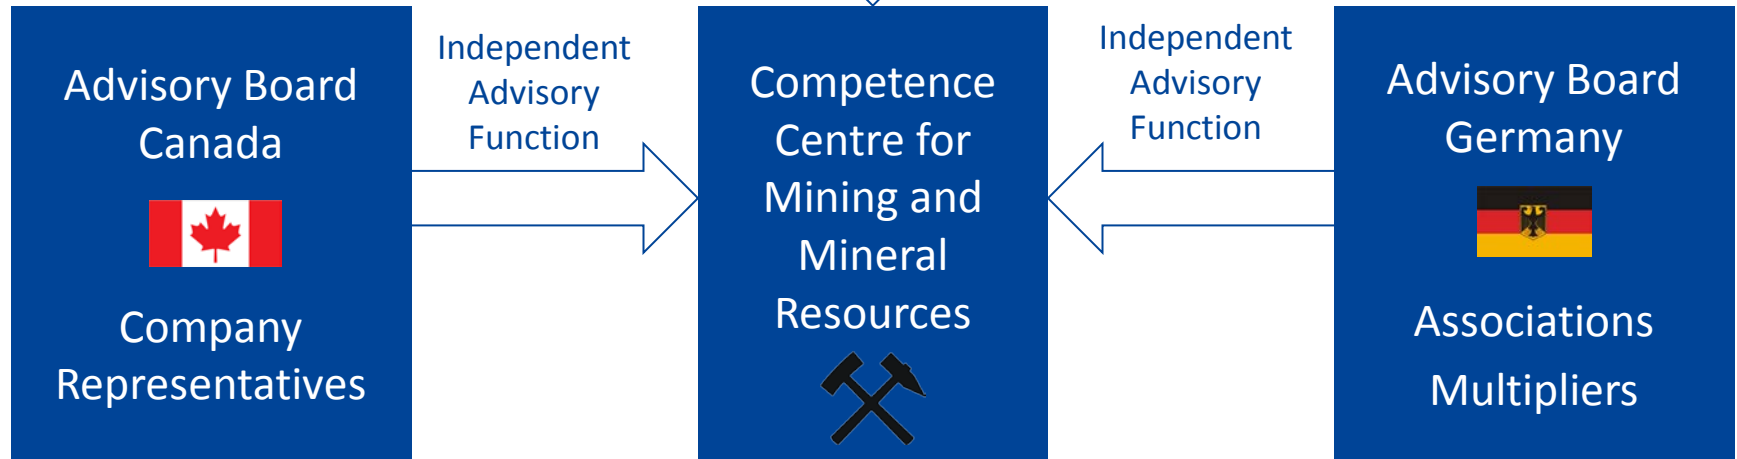 Advisory Board
Canada
Company
Representatives
Independent
Advisory
Function
Competence
Centre for
Mining and
Mineral
Resources
Independent
Advisory
Function
Advisory Board
Germany
Associations
Multipliers